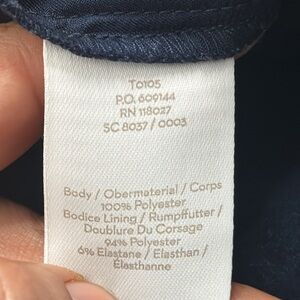 T0105
P.O. 609144
RN 118027
SC 8037 / 0003
Body / Obermaterial / Corps
100% Polyester
Bodice Lining / Rumpffutter /
Doublure Du Corsage
94% Polyester
6% Elastane / Elasthan /
Élasthanne